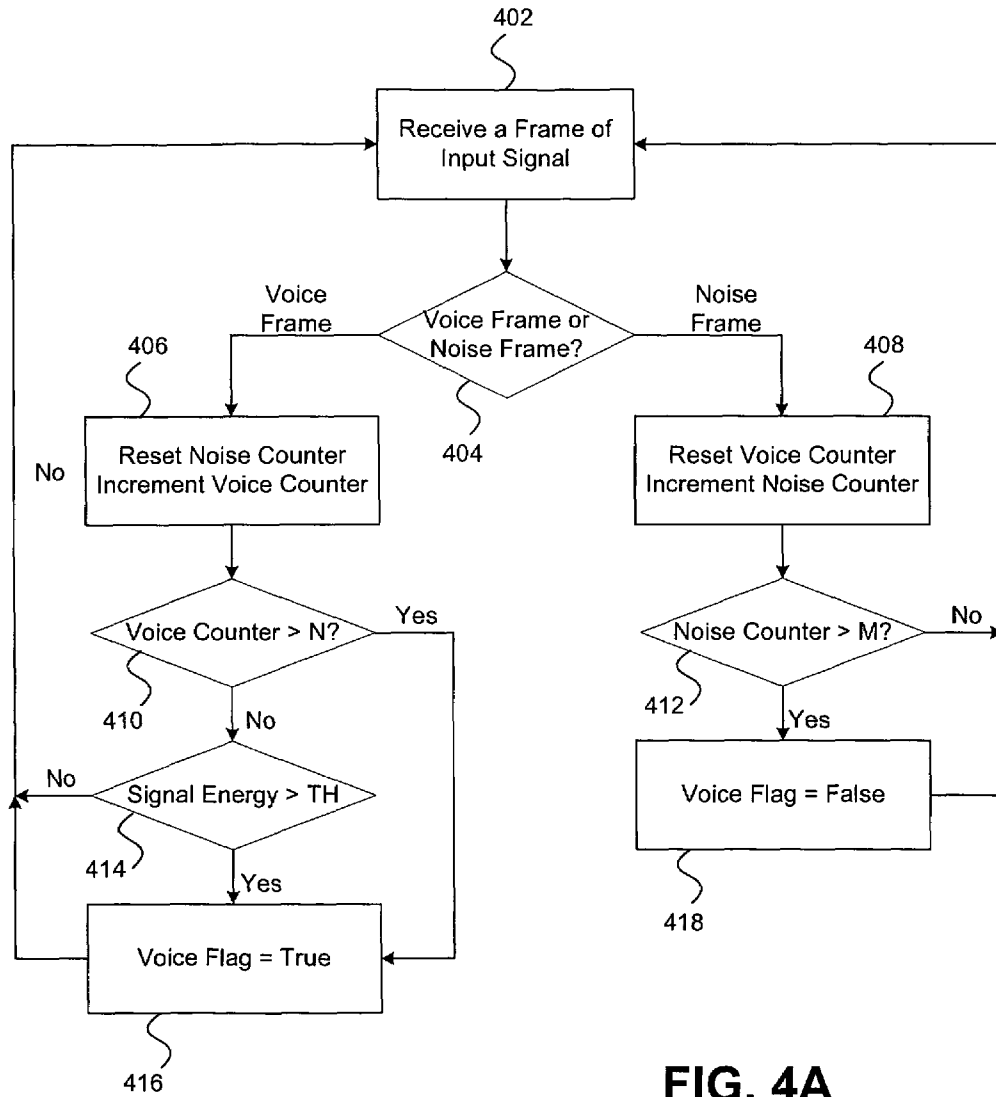 402
Receive a Frame of
Input Signal
Voice
Frame
Voice Frame or
Noise Frame?
Noise
Frame
406
404
408
No
Reset Noise Counter
Increment Voice Counter
Reset Voice Counter
Increment Noise Counter
Voice Counter > N?
Yes
410
No
Noise Counter > M?
No
412
Yes
No
Signal Energy > TH
414
Yes
Voice Flag = False
418
Voice Flag = True
416
FIG. 4A